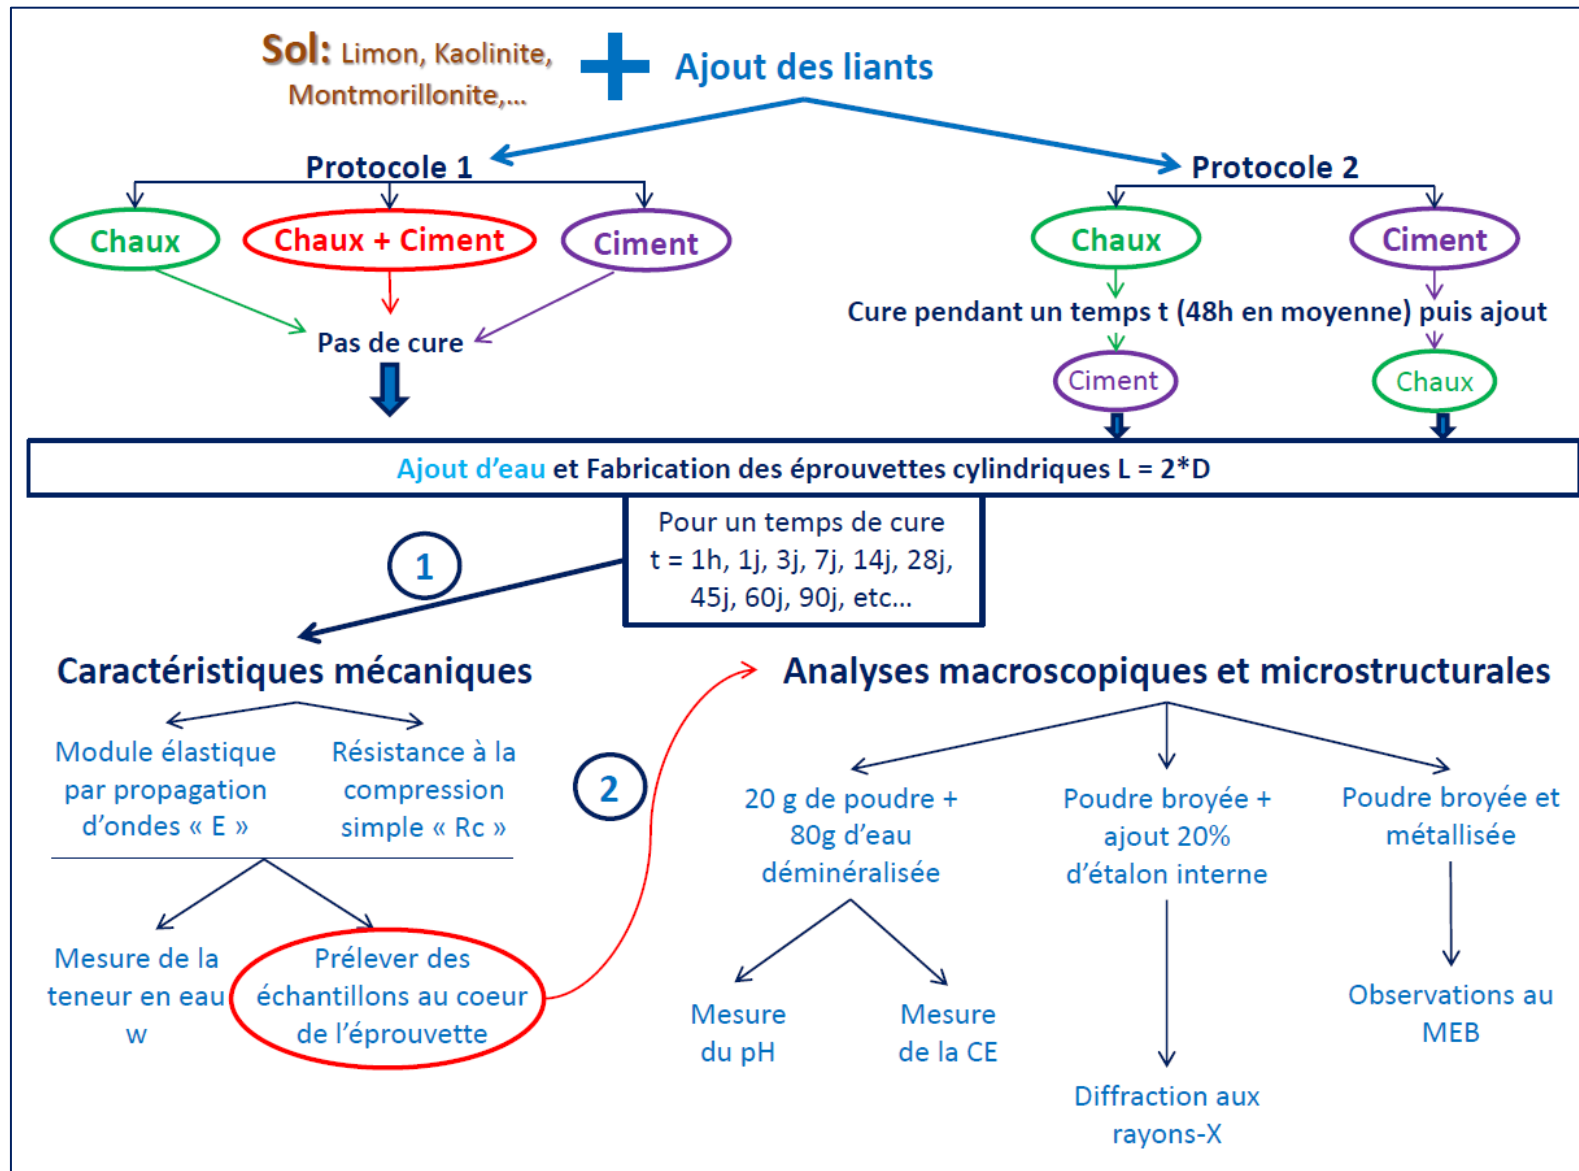 Sol: Limon, Kaolinite,
Montmorillonite,...
+ Ajout des liants
Protocole 1
Protocole 2
Chaux
Chaux + Ciment
Ciment
Chaux
Ciment
Pas de cure
Cure pendant un temps t (48h en moyenne) puis ajout
Ciment
Chaux
Ajout d’eau et Fabrication des éprouvettes cylindriques L = 2*D
Pour un temps de cure
t = 1h, 1j, 3j, 7j, 14j, 28j,
45j, 60j, 90j, etc...
1
Caractéristiques mécaniques
Module élastique
par propagation
d’ondes « E »
Résistance à la
compression
simple « Rc »
Mesure de la
teneur en eau
w
Prélever des
échantillons au coeur
de l’éprouvette
2
Analyses macroscopiques et microstructurales
20 g de poudre +
80g d’eau
déminéralisée
Poudre broyée +
ajout 20%
d’étalon interne
Poudre broyée et
métallisée
Mesure
du pH
Mesure
de la CE
Diffraction aux
rayons-X
Observations au
MEB